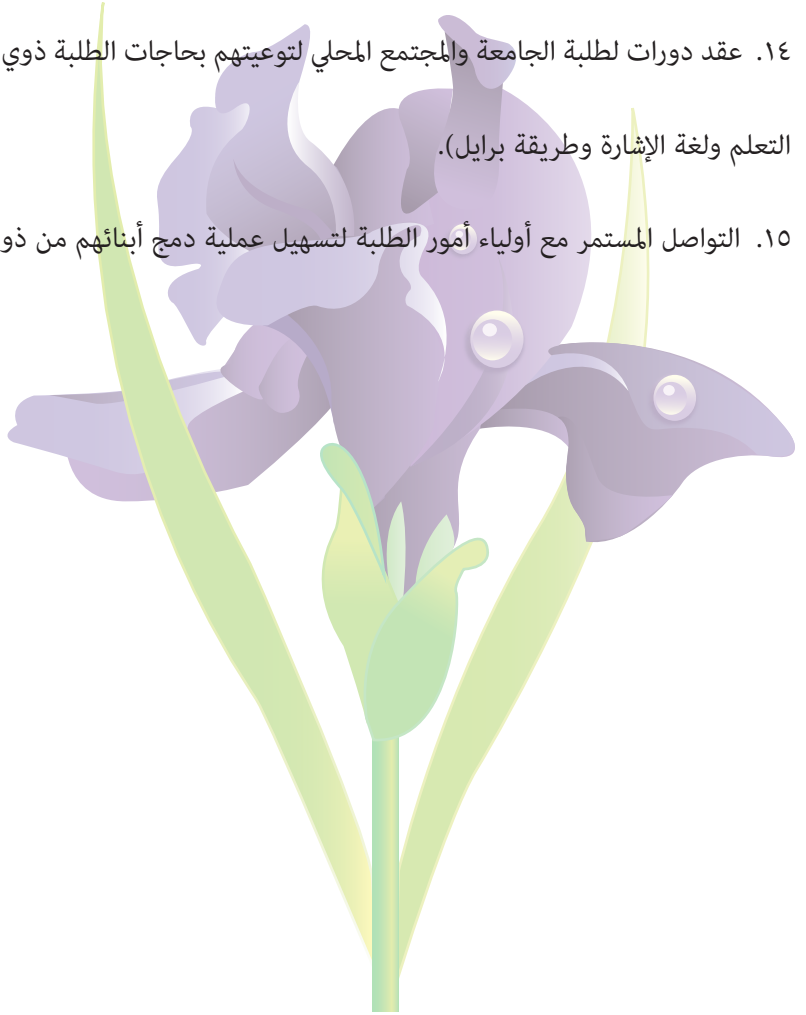 ١٤. عقد دورات لطلبة الجامعة والمجتمع المحلي لتوعيتهم بحاجات الطلبة ذوي
التعلم ولغة الإشارة وطريقة برايل).
١٥. التواصل المستمر مع أولياء أمور الطلبة لتسهيل عملية دمج أبنائهم من